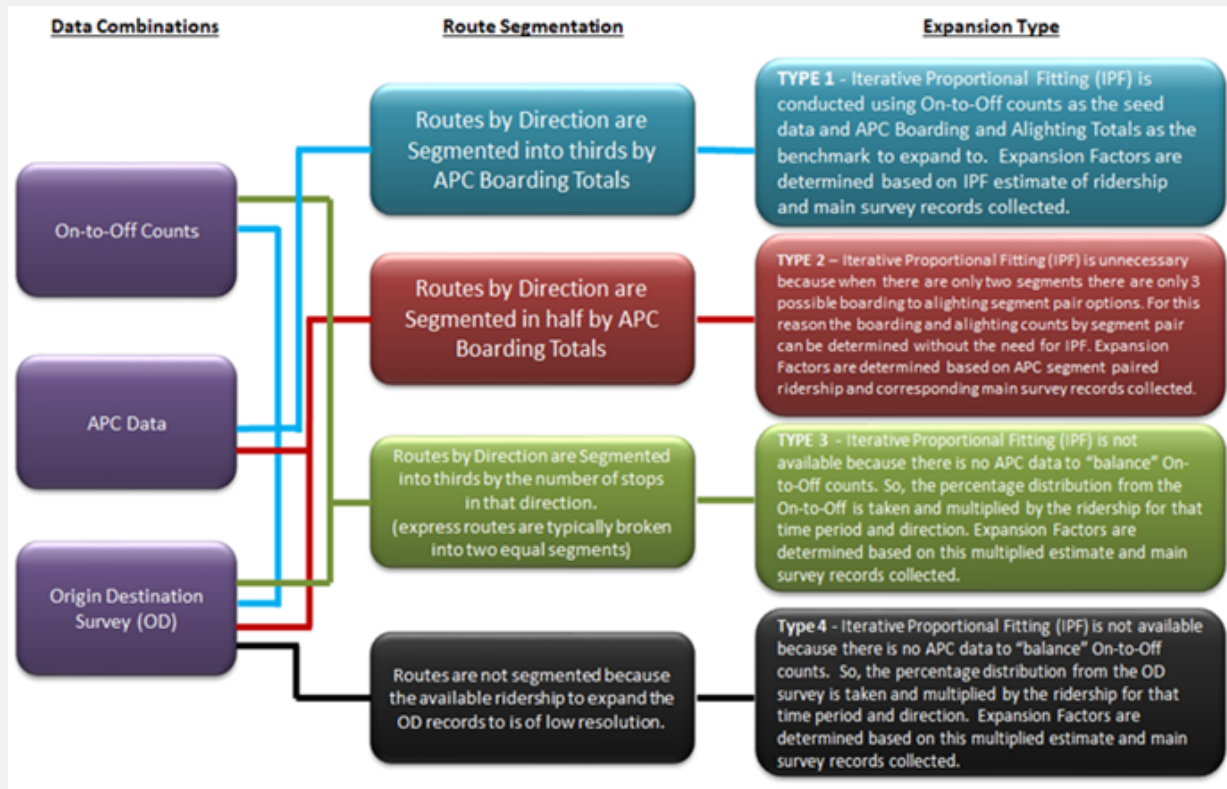 Data Combinations
Route Segmentation
Expansion Type
On-to-Off Counts
APC Data
Origin Destination
Survey (OD)
Routes by Direction are
Segmented into thirds by
APC Boarding Totals
Routes by Direction are
Segmented in half by APC
Boarding Totals
Routes by Direction are Segmented
into thirds by the number of stops
in that direction.
(express routes are typically broken
into two equal segments)
Routes are not segmented because
the available ridership to expand the
OD records to is of low resolution.
TYPE 1 - Iterative Proportional Fitting (IPF) is
conducted using On-to-Off counts as the seed
data and APC Boarding and Alighting Totals as the
benchmark to expand to. Expansion Factors are
determined based on IPF estimate of ridership
and main survey records collected.
TYPE 2 – Iterative Proportional Fitting (IPF) is unnecessary
because when there are only two segments there are only 3
possible boarding to alighting segment pair options. For this
reason the boarding and alighting counts by segment pair
can be determined without the need for IPF. Expansion
Factors are determined based on APC segment paired
ridership and corresponding main survey records collected.
TYPE 3 - Iterative Proportional Fitting (IPF) is not
available because there is no APC data to “balance” On-
to-Off counts. So, the percentage distribution from the
On-to-Off is taken and multiplied by the ridership for that
time period and direction. Expansion Factors are
determined based on this multiplied estimate and main
survey records collected.
Type 4 - Iterative Proportional Fitting (IPF) is not available
because there is no APC data to “balance” On-to-Off
counts. So, the percentage distribution from the OD
survey is taken and multiplied by the ridership for that
time period and direction. Expansion Factors are
determined based on this multiplied estimate and main
survey records collected.